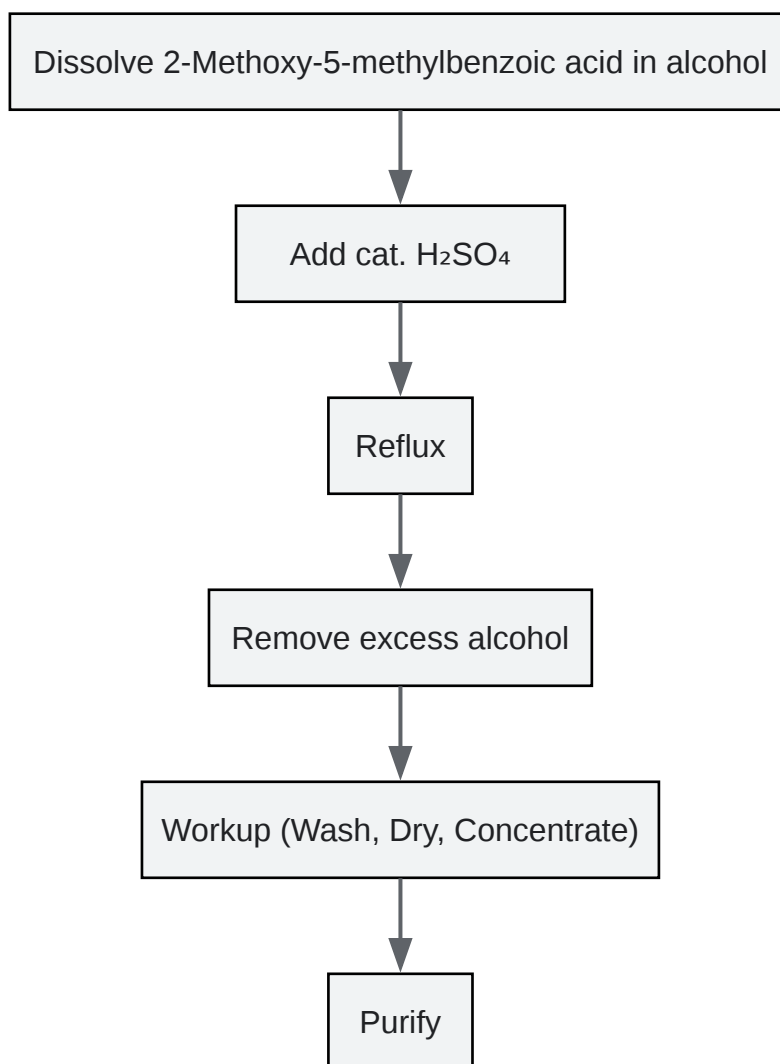 Dissolve 2-Methoxy-5-methylbenzoic acid in alcohol
Add cat. H₂SO₄
Reflux
Remove excess alcohol
Workup (Wash, Dry, Concentrate)
Purify